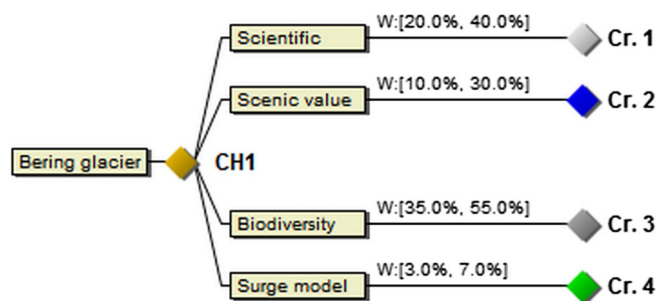 Scientific W:[20.0%, 40.0%] Cr. 1
Scenic value W:[10.0%, 30.0%] Cr. 2
Bering glacier CH1
Biodiversity W:[35.0%, 55.0%] Cr. 3
Surge model W:[3.0%, 7.0%] Cr. 4